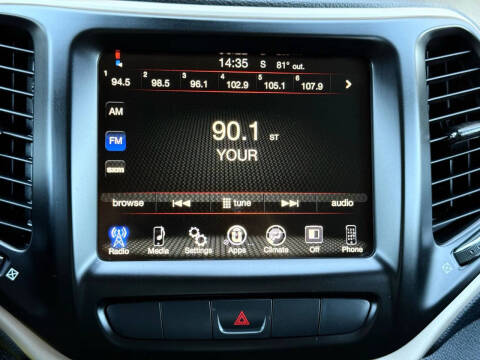 14:35 S 81° out.
1 94.5 2 98.5 3 96.1 4 102.9 5 105.1 6 107.9
AM
FM
90.1 ST
YOUR
sxm
browse tune audio
Radio Media Settings Apps Climate Off Phone